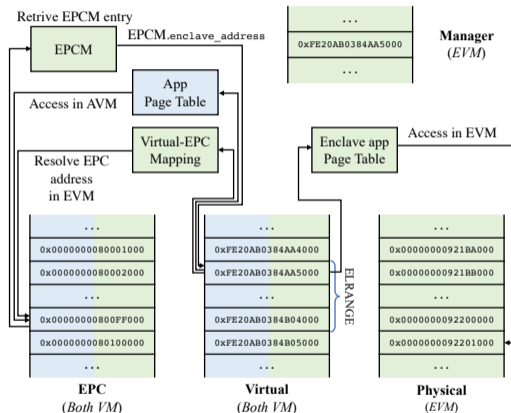 Retrive EPCM entry
EPCM
EPCM.enclave_address
App
Page Table
Access in AVM
Virtual-EPC
Mapping
Resolve EPC
address
in EVM
...
0xFE20AB0384AA5000
...
Manager
(EVM)
Enclave app
Page Table
Access in EVM
...
0x0000000080001000
0x0000000080002000
...
0x00000000800FF000
0x0000000080100000
...
EPC
(Both VM)
...
0xFE20AB0384AA4000
0xFE20AB0384AA5000
...
0xFE20AB0384B04000
0xFE20AB0384B05000
...
ELRANGE
Virtual
(Both VM)
...
0x00000000921BA000
0x00000000921BB000
...
0x0000000092200000
0x0000000092201000
...
Physical
(EVM)